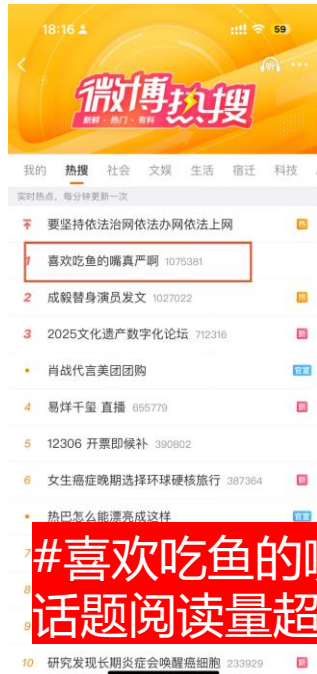 18:16
59
微博热搜
新鲜·热门·有料
我的 热搜 社会 文娱 生活 宿迁 科技
实时热点,每分钟更新一次
要坚持依法治网依法办网依法上网 热
1 喜欢吃鱼的嘴真严啊 1075381
2 成毅替身演员发文 1027022 热
3 2025文化遗产数字化论坛 712316 新
肖战代言美团团购 官宣
4 易烊千玺 直播 655779 新
5 12306 开票即候补 390802
6 女生癌症晚期选择环球硬核旅行 387364 新
热巴怎么能漂亮成这样 官宣
7
#喜欢吃鱼的
8
话题阅读量超
9
10 研究发现长期炎症会唤醒癌细胞 233929 新